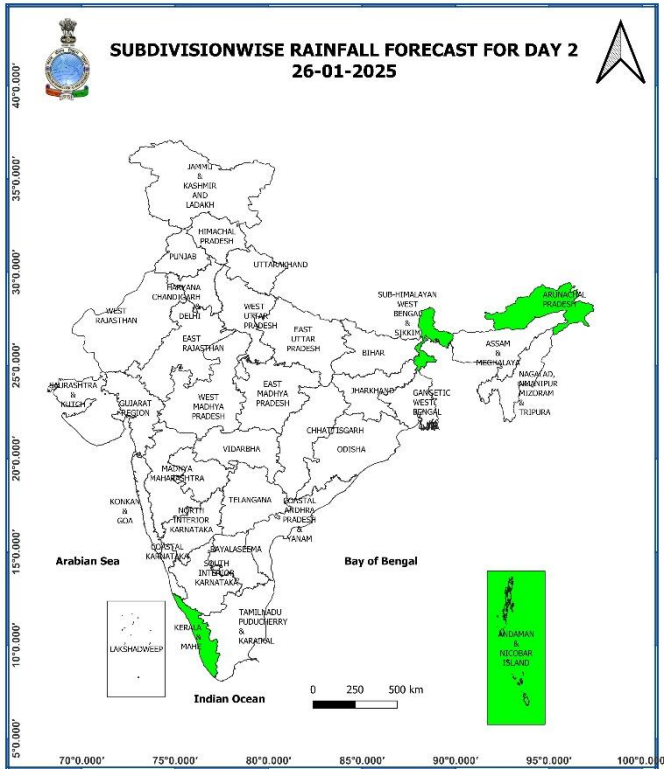 SUBDIVISIONWISE RAINFALL FORECAST FOR DAY 2
26-01-2025
40°0.000'
35°0.000'
30°0.000'
25°0.000'
20°0.000'
15°0.000'
10°0.000'
5°0.000'
JAMMU
&
KASHMIR
AND
LADAKH
HIMACHAL
PRADESH
PUNJAB
UTTARAKHAND
HARYANA
CHANDIGARH
&
DELHI
WEST
RAJASTHAN
WEST
UTTAR
PRADESH
EAST
RAJASTHAN
EAST
UTTAR
PRADESH
SUB-HIMALAYAN
WEST
BENGAL
&
SIKKIM
ARUNACHAL
PRADESH
BIHAR
ASSAM
&
MEGHALAYA
SAURASHTRA
&
KUTCH
GUJARAT
REGION
WEST
MADHYA
PRADESH
EAST
MADHYA
PRADESH
JHARKHAND
GANGETIC
WEST
BENGAL
MIZORAM
&
TRIPURA
CHHATTISGARH
ODISHA
VIDARBHA
MADHYA
MAHARASHTRA
TELANGANA
KONKAN
&
GOA
NORTH
INTERIOR
KARNATAKA
COASTAL
ANDHRA
PRADESH
&
YANAM
COASTAL
KARNATAKA
RAYALASEEMA
SOUTH
INTERIOR
KARNATAKA
Arabian Sea
Bay of Bengal
LAKSHADWEEP
KERALA
&
MAHE
TAMILNADU
PUDUCHERRY
&
KARAIKAL
ANDAMAN
&
NICOBAR
ISLAND
Indian Ocean
0 250 500 km
70°0.000' 75°0.000' 80°0.000' 85°0.000' 90°0.000' 95°0.000' 100°0.000'